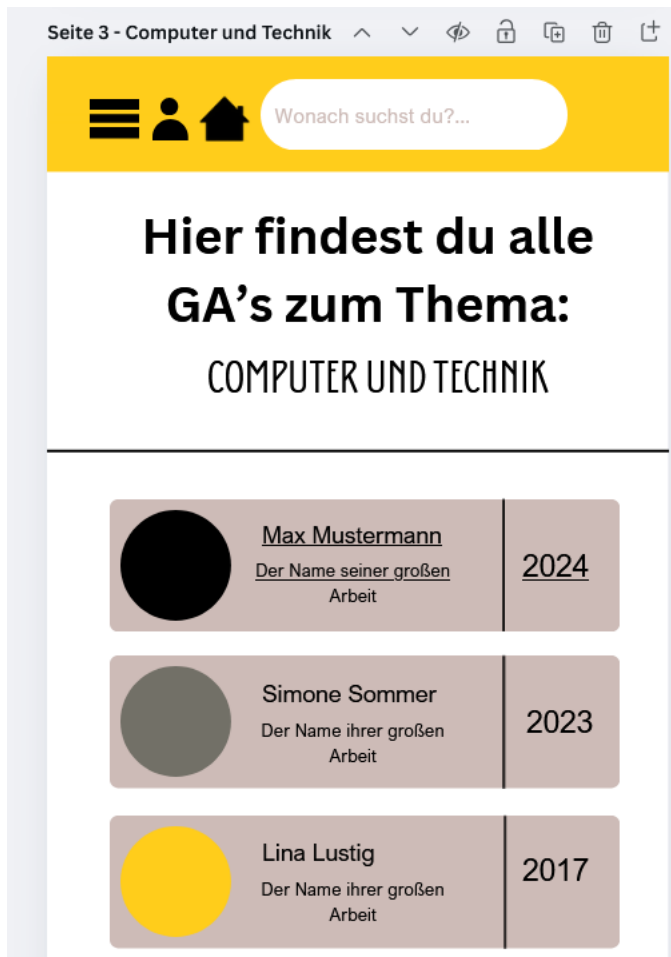 Seite 3 - Computer und Technik
Wonach suchst du?...
Hier findest du alle
GA’s zum Thema:
COMPUTER UND TECHNIK
Max Mustermann
Der Name seiner großen
Arbeit
2024
Simone Sommer
Der Name ihrer großen
Arbeit
2023
Lina Lustig
Der Name ihrer großen
Arbeit
2017